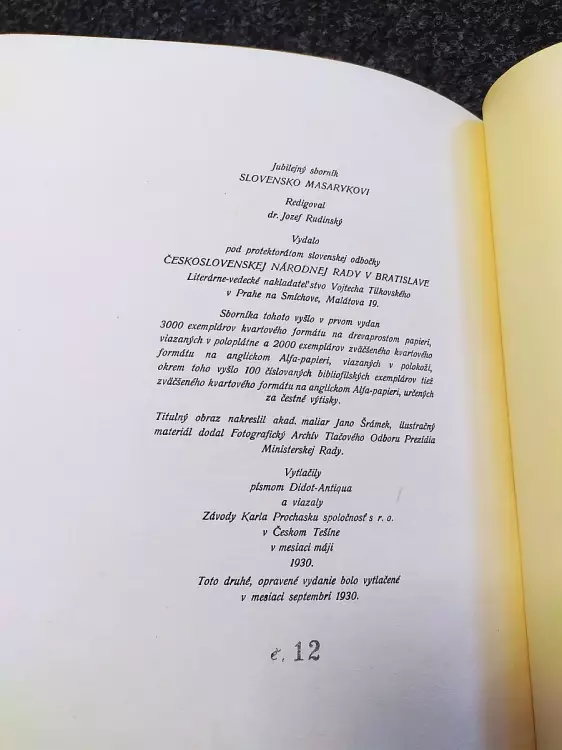 Jubilejný sborník
SLOVENSKO MASARYKOVI
Redigoval
dr. Jozef Rudinský
Vydalo
pod protektorátom slovenskej odbočky
ČESKOSLOVENSKEJ NÁRODNEJ RADY V BRATISLAVE
Literárne-vedecké nakladateľstvo Vojtecha Tilkovského
v Prahe na Smíchove, Malátova 19.
Sborníka tohoto vyšlo v prvom vydan
3000 exemplárov kvartového formátu na drevaprostom papieri,
viazaných v poloplátne a 2000 exemplárov zväčšeného kvartového
formátu na anglickom Alfa-papieri, viazaných v polokoži,
okrem toho vyšlo 100 číslovaných bibliofilských exemplárov tiež
zväčšeného kvartového formátu na anglickom Alfa-papieri, určených
za čestné výtisky.
Titulný obraz nakreslil akad. maliar Jano Šrámek, ilustračný
materiál dodal Fotografický Archív Tlačového Odboru Prezídia
Ministerskej Rady.
Vytlačily
písmom Didot-Antiqua
a viazaly
Závody Karla Prochasku spoločnosť s r. o.
v Českom Tešíne
v mesiaci máji
1930.
Toto druhé, opravené vydanie bolo vytlačené
v mesiaci septembri 1930.
č. 12